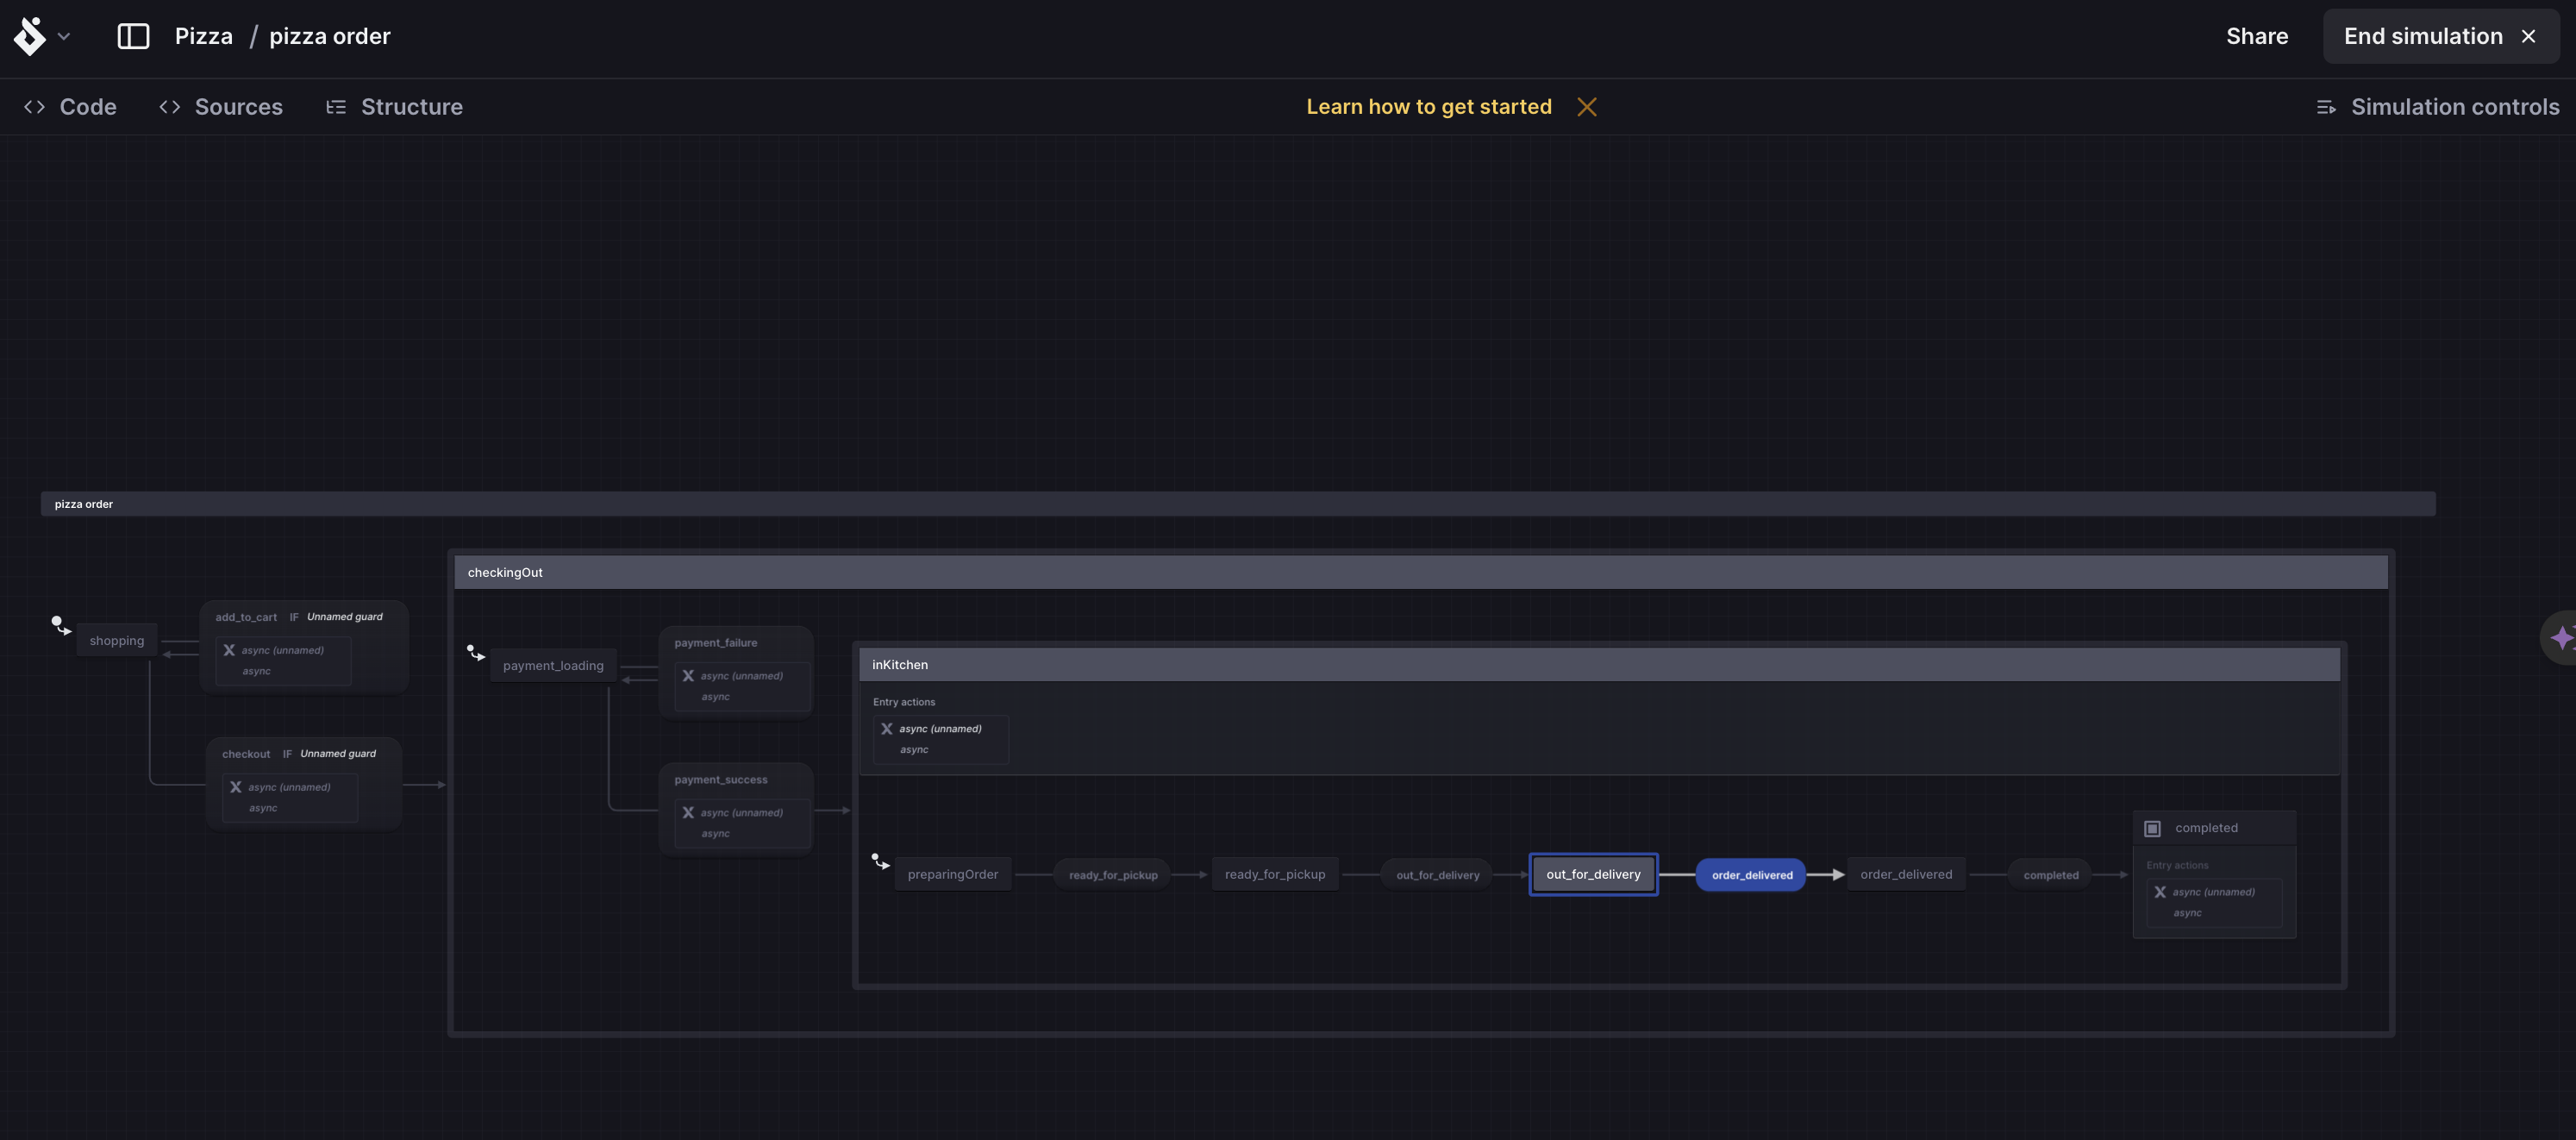 Pizza / pizza order
Share
End simulation
Code
Sources
Structure
Learn how to get started
Simulation controls
pizza order
checkingOut
shopping
add_to_cart IF Unnamed guard
async (unnamed)
async
checkout IF Unnamed guard
async (unnamed)
async
payment_loading
payment_failure
async (unnamed)
async
payment_success
async (unnamed)
async
inKitchen
Entry actions
async (unnamed)
async
preparingOrder
ready_for_pickup
ready_for_pickup
out_for_delivery
out_for_delivery
order_delivered
order_delivered
completed
completed
Entry actions
async (unnamed)
async